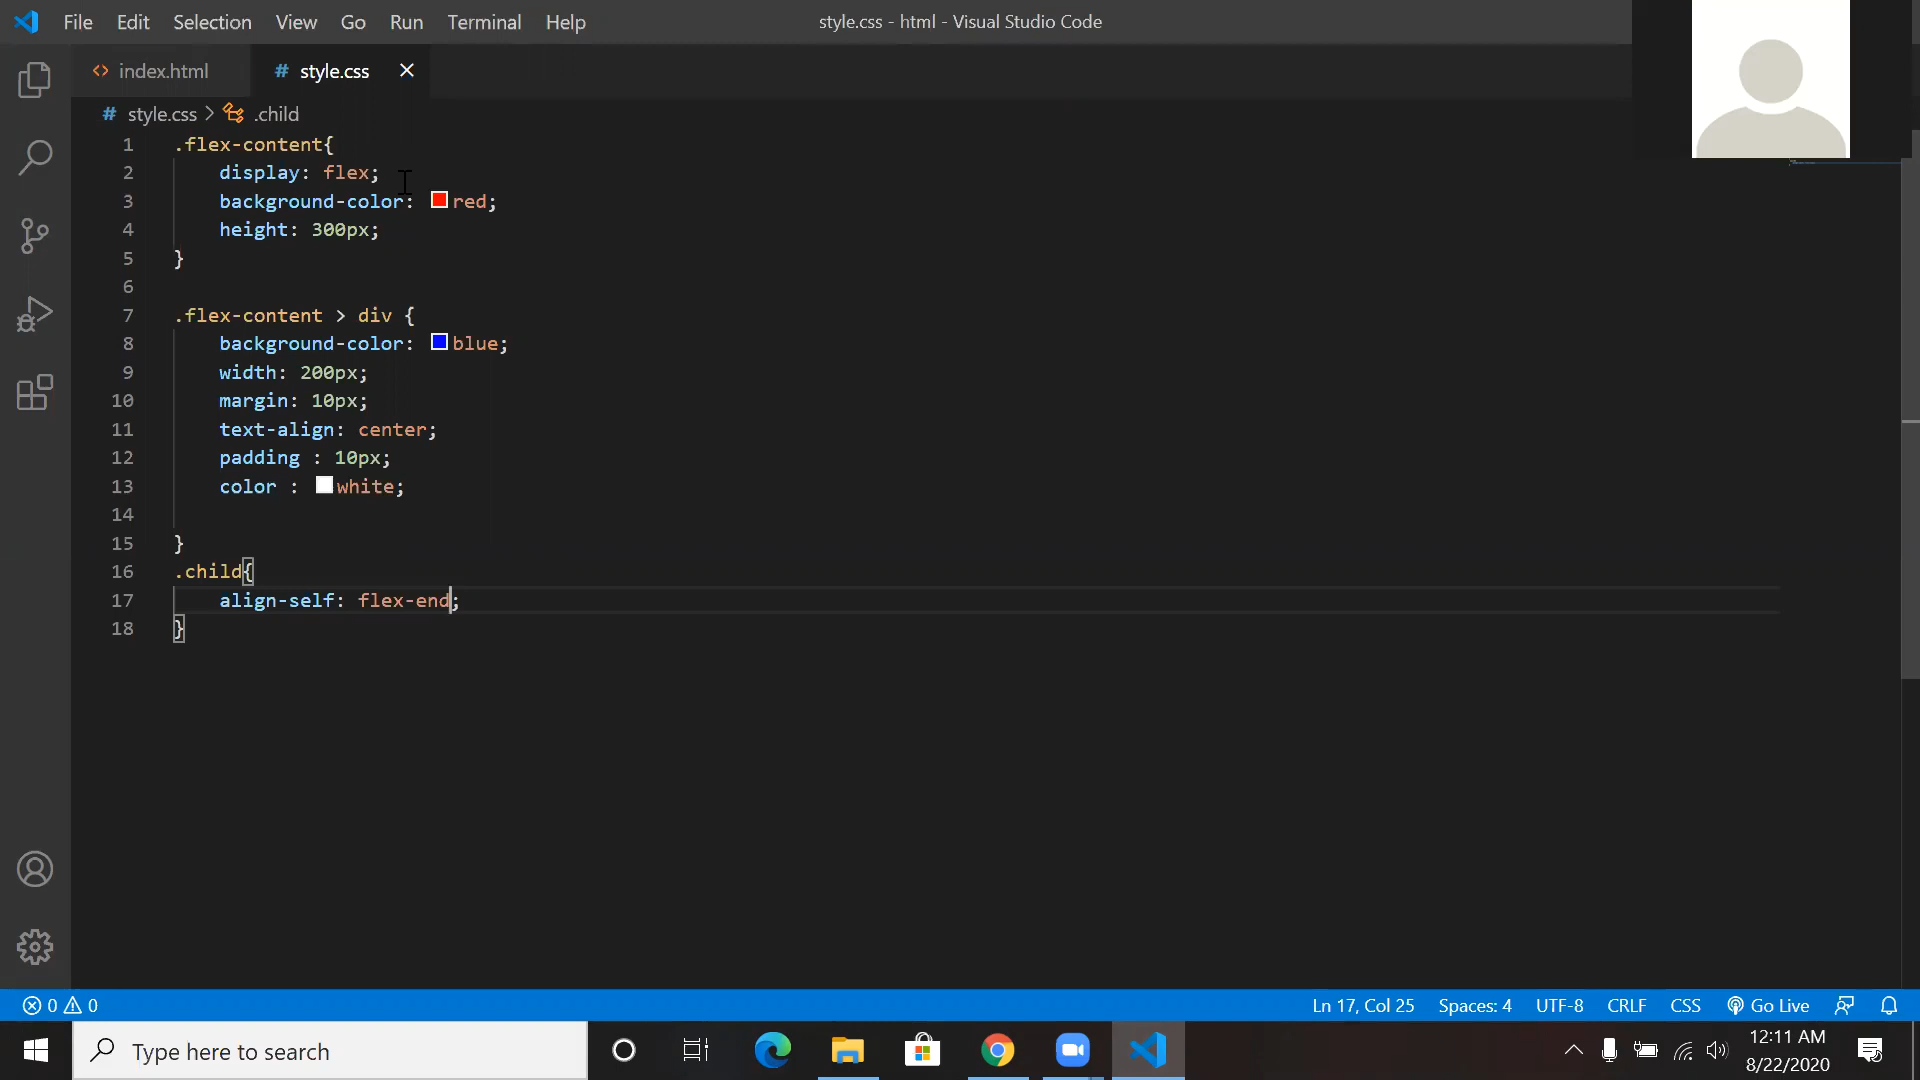 File Edit Selection View Go Run Terminal Help
style.css - html - Visual Studio Code
<> index.html # style.css ×
# style.css > .child
1 .flex-content{
2 display: flex;
3 background-color: red;
4 height: 300px;
5 }
6
7 .flex-content > div {
8 background-color: blue;
9 width: 200px;
10 margin: 10px;
11 text-align: center;
12 padding : 10px;
13 color : white;
14
15 }
16 .child{
17 align-self: flex-end;
18 }
0 0
Ln 17, Col 25 Spaces: 4 UTF-8 CRLF CSS Go Live
Type here to search
12:11 AM
8/22/2020